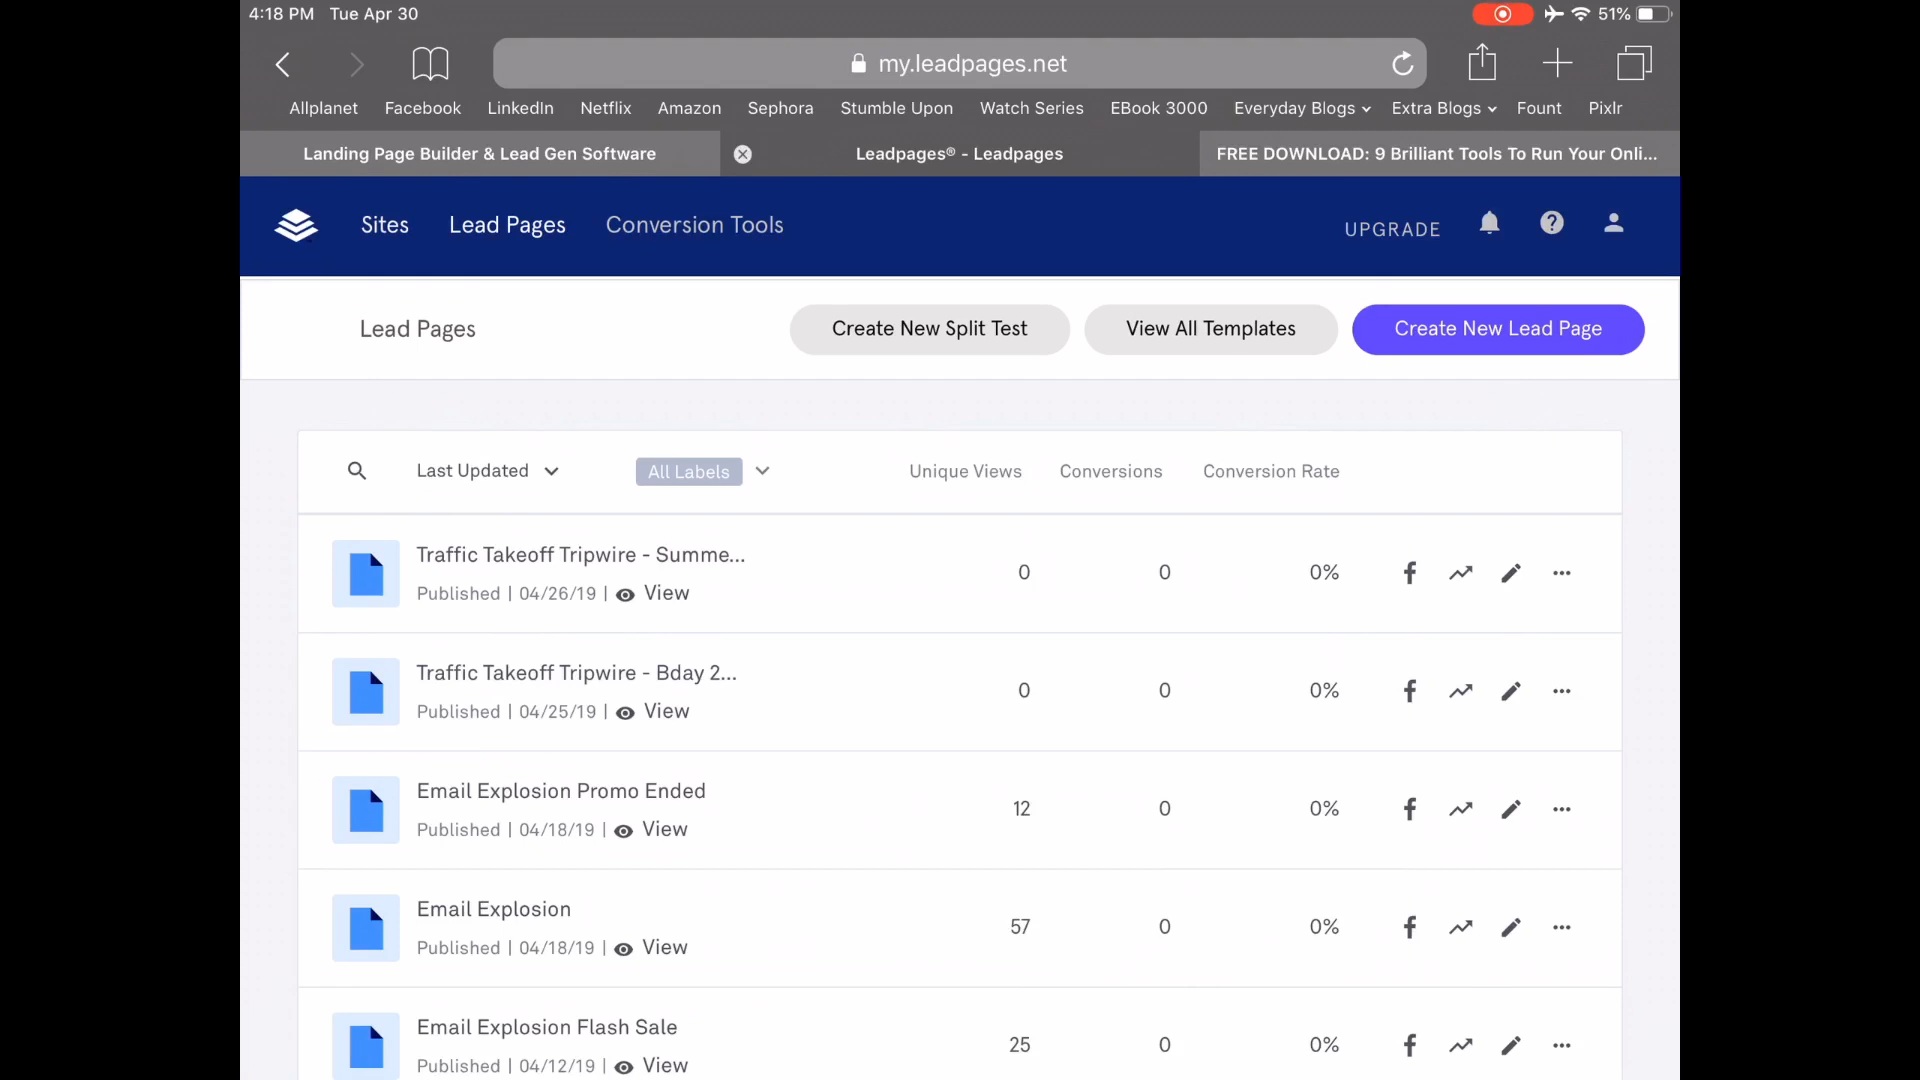 4:18 PM Tue Apr 30 51%
my.leadpages.net
Allplanet Facebook LinkedIn Netflix Amazon Sephora Stumble Upon Watch Series EBook 3000 Everyday Blogs Extra Blogs Fount Pixlr
Landing Page Builder & Lead Gen Software Leadpages® - Leadpages FREE DOWNLOAD: 9 Brilliant Tools To Run Your Onli...
Sites Lead Pages Conversion Tools UPGRADE
Lead Pages Create New Split Test View All Templates Create New Lead Page
Last Updated All Labels Unique Views Conversions Conversion Rate
Traffic Takeoff Tripwire - Summe...
Published | 04/26/19 | View
0 0 0%
Traffic Takeoff Tripwire - Bday 2...
Published | 04/25/19 | View
0 0 0%
Email Explosion Promo Ended
Published | 04/18/19 | View
12 0 0%
Email Explosion
Published | 04/18/19 | View
57 0 0%
Email Explosion Flash Sale
Published | 04/12/19 | View
25 0 0%